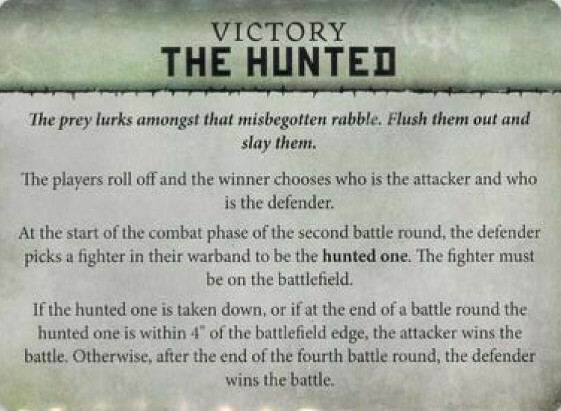 VICTORY
THE HUNTED
The prey lurks amongst that misbegotten rabble. Flush them out and
slay them.
The players roll off and the winner chooses who is the attacker and who
is the defender.
At the start of the combat phase of the second battle round, the defender
picks a fighter in their warband to be the hunted one. The fighter must
be on the battlefield.
If the hunted one is taken down, or if at the end of a battle round the
hunted one is within 4" of the battlefield edge, the attacker wins the
battle. Otherwise, after the end of the fourth battle round, the defender
wins the battle.